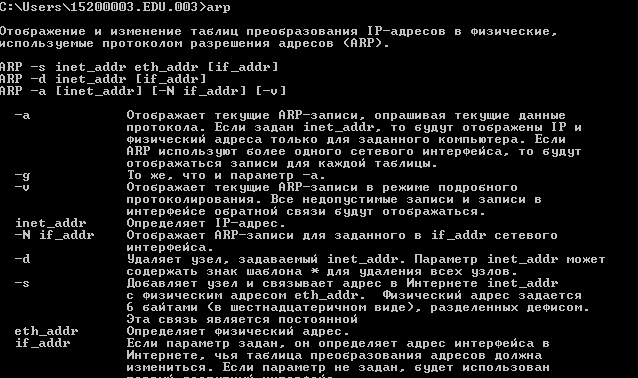 C:\Users\15200003.EDU.003>arp
Отображение и изменение таблиц преобразования IP-адресов в физические,
используемые протоколом разрешения адресов (ARP).
ARP -s inet_addr eth_addr [if_addr]
ARP -d inet_addr [if_addr]
ARP -a [inet_addr] [-N if_addr] [-v]
-a Отображает текущие ARP-записи, опрашивая текущие данные
протокола. Если задан inet_addr, то будут отображены IP и
физический адреса только для заданного компьютера. Если
ARP используют более одного сетевого интерфейса, то будут
отображаться записи для каждой таблицы.
-g То же, что и параметр -a.
-v Отображает текущие ARP-записи в режиме подробного
протоколирования. Все недопустимые записи и записи в
интерфейсе обратной связи будут отображаться.
inet_addr Определяет IP-адрес.
-N if_addr Отображает ARP-записи для заданного в if_addr сетевого
интерфейса.
-d Удаляет узел, задаваемый inet_addr. Параметр inet_addr может
содержать знак шаблона * для удаления всех узлов.
-s Добавляет узел и связывает адрес в Интернете inet_addr
с физическим адресом eth_addr. Физический адрес задается
6 байтами (в шестнадцатеричном виде), разделенных дефисом.
Эта связь является постоянной
eth_addr Определяет физический адрес.
if_addr Если параметр задан, он определяет адрес интерфейса в
Интернете, чья таблица преобразования адресов должна
измениться. Если параметр не задан, будет использован